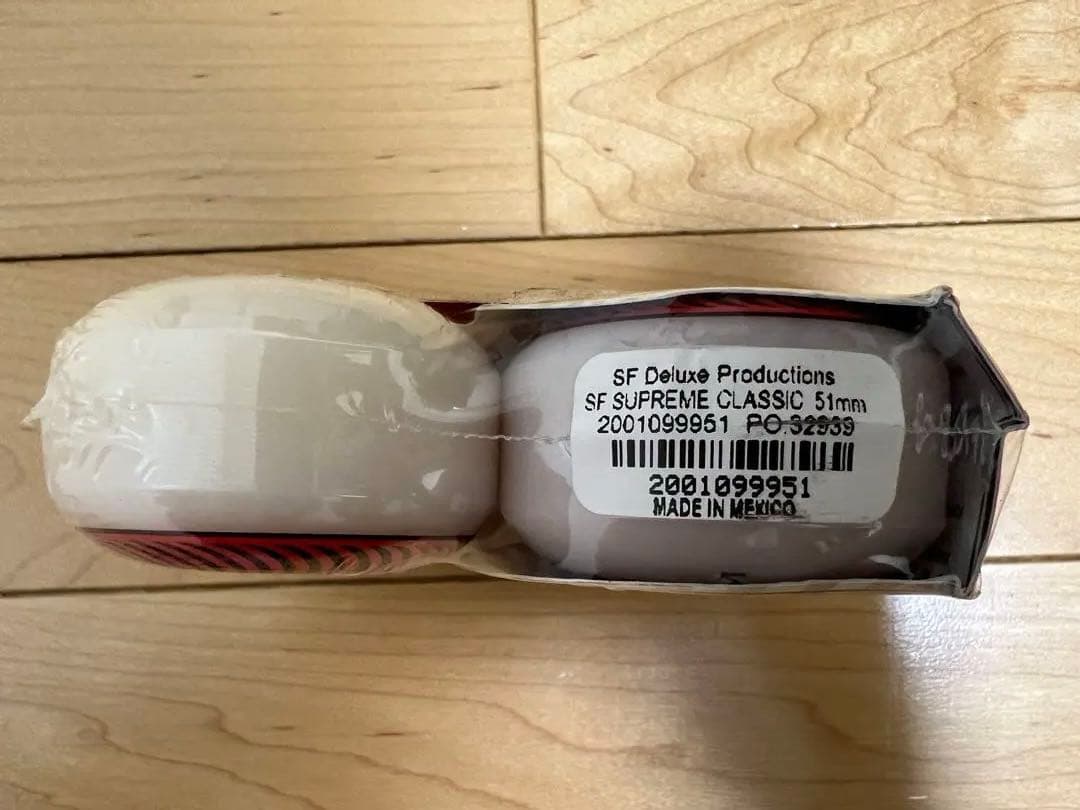 SF Deluxe Productions
SF SUPREME CLASSIC 51mm
2001099951 PO:32939
2001099951
MADE IN MEXICO